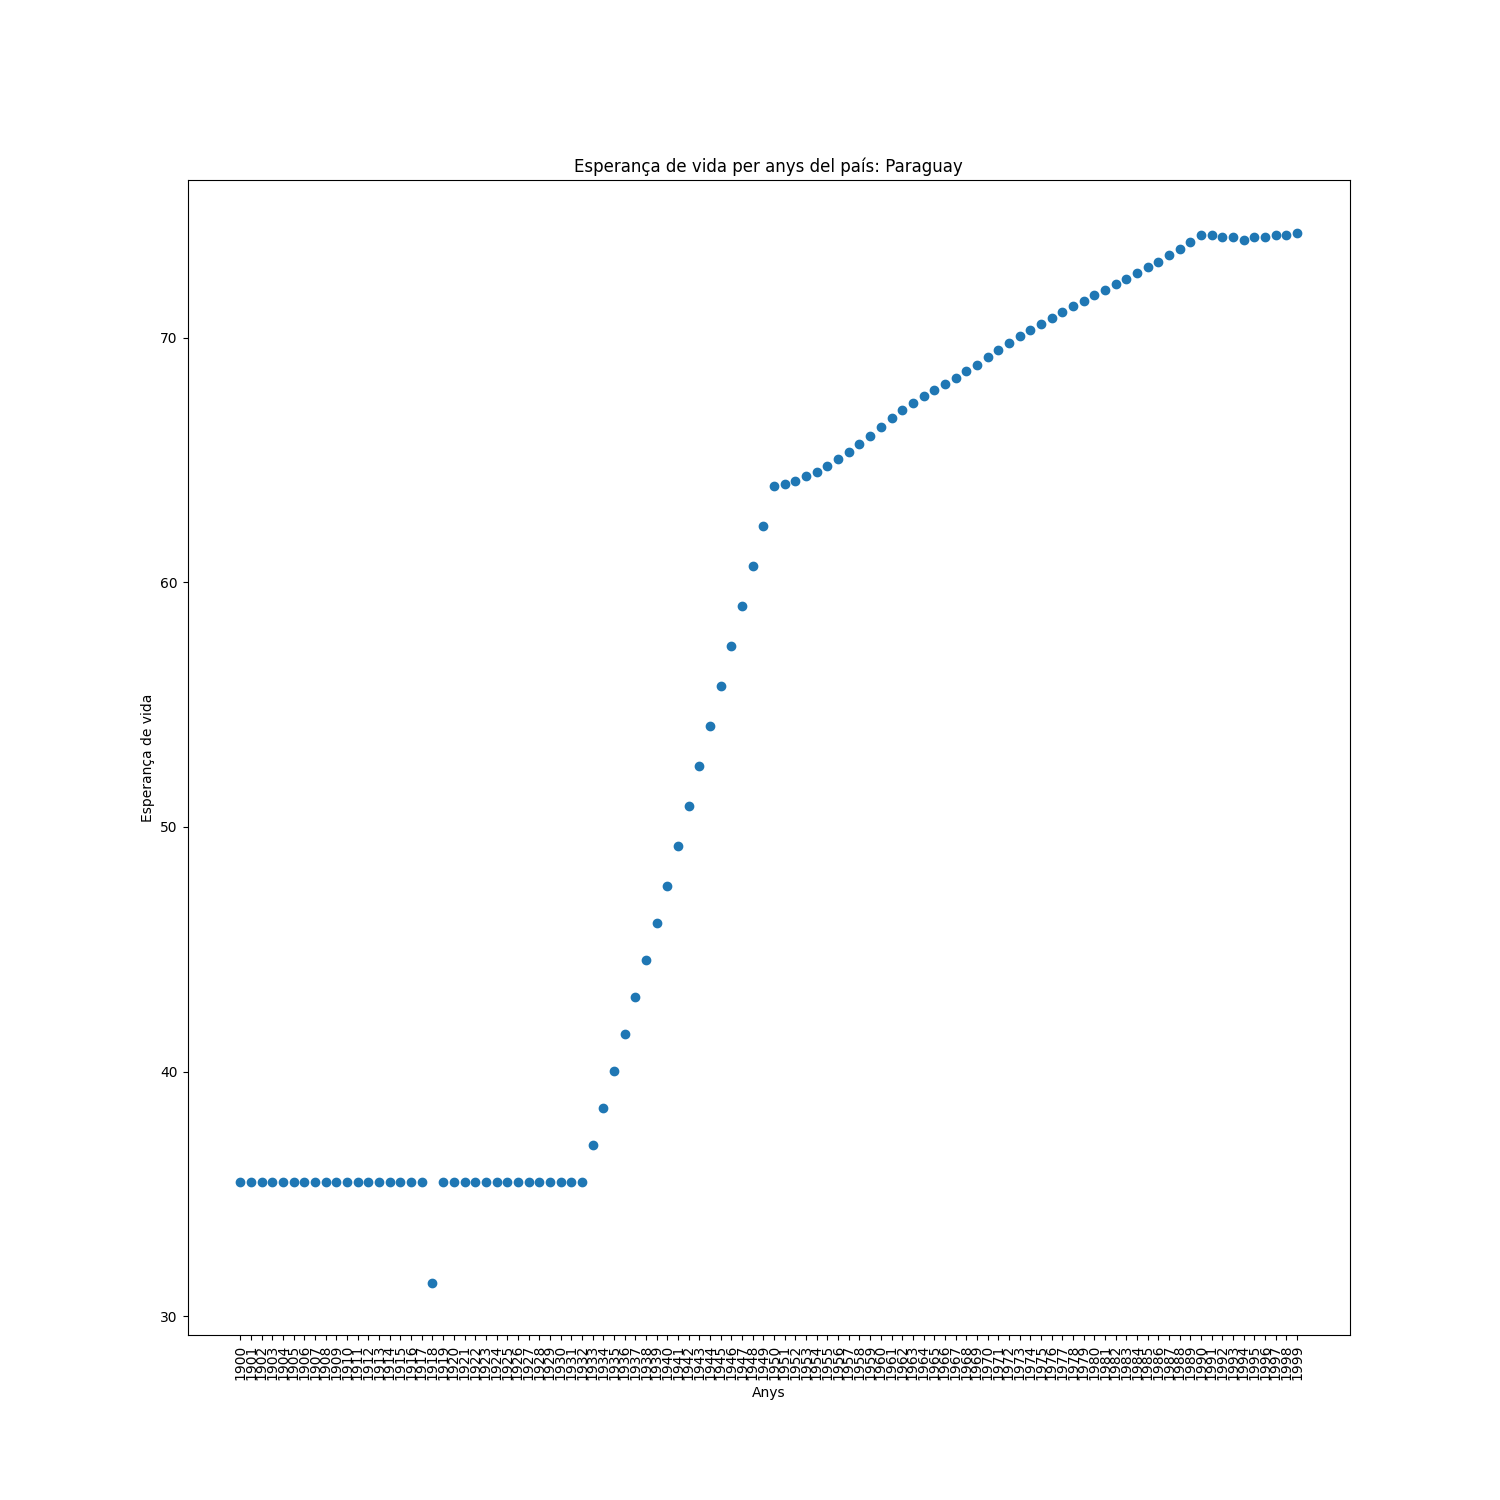 Esperança de vida per anys del país: Paraguay
Esperança de vida
70
60
50
40
30
1900 1901 1902 1903 1904 1905 1906 1907 1908 1909 1910 1911 1912 1913 1914 1915 1916 1917 1918 1919 1920 1921 1922 1923 1924 1925 1926 1927 1928 1929 1930 1931 1932 1933 1934 1935 1936 1937 1938 1939 1940 1941 1942 1943 1944 1945 1946 1947 1948 1949 1950 1951 1952 1953 1954 1955 1956 1957 1958 1959 1960 1961 1962 1963 1964 1965 1966 1967 1968 1969 1970 1971 1972 1973 1974 1975 1976 1977 1978 1979 1980 1981 1982 1983 1984 1985 1986 1987 1988 1989 1990 1991 1992 1993 1994 1995 1996 1997 1998 1999
Anys